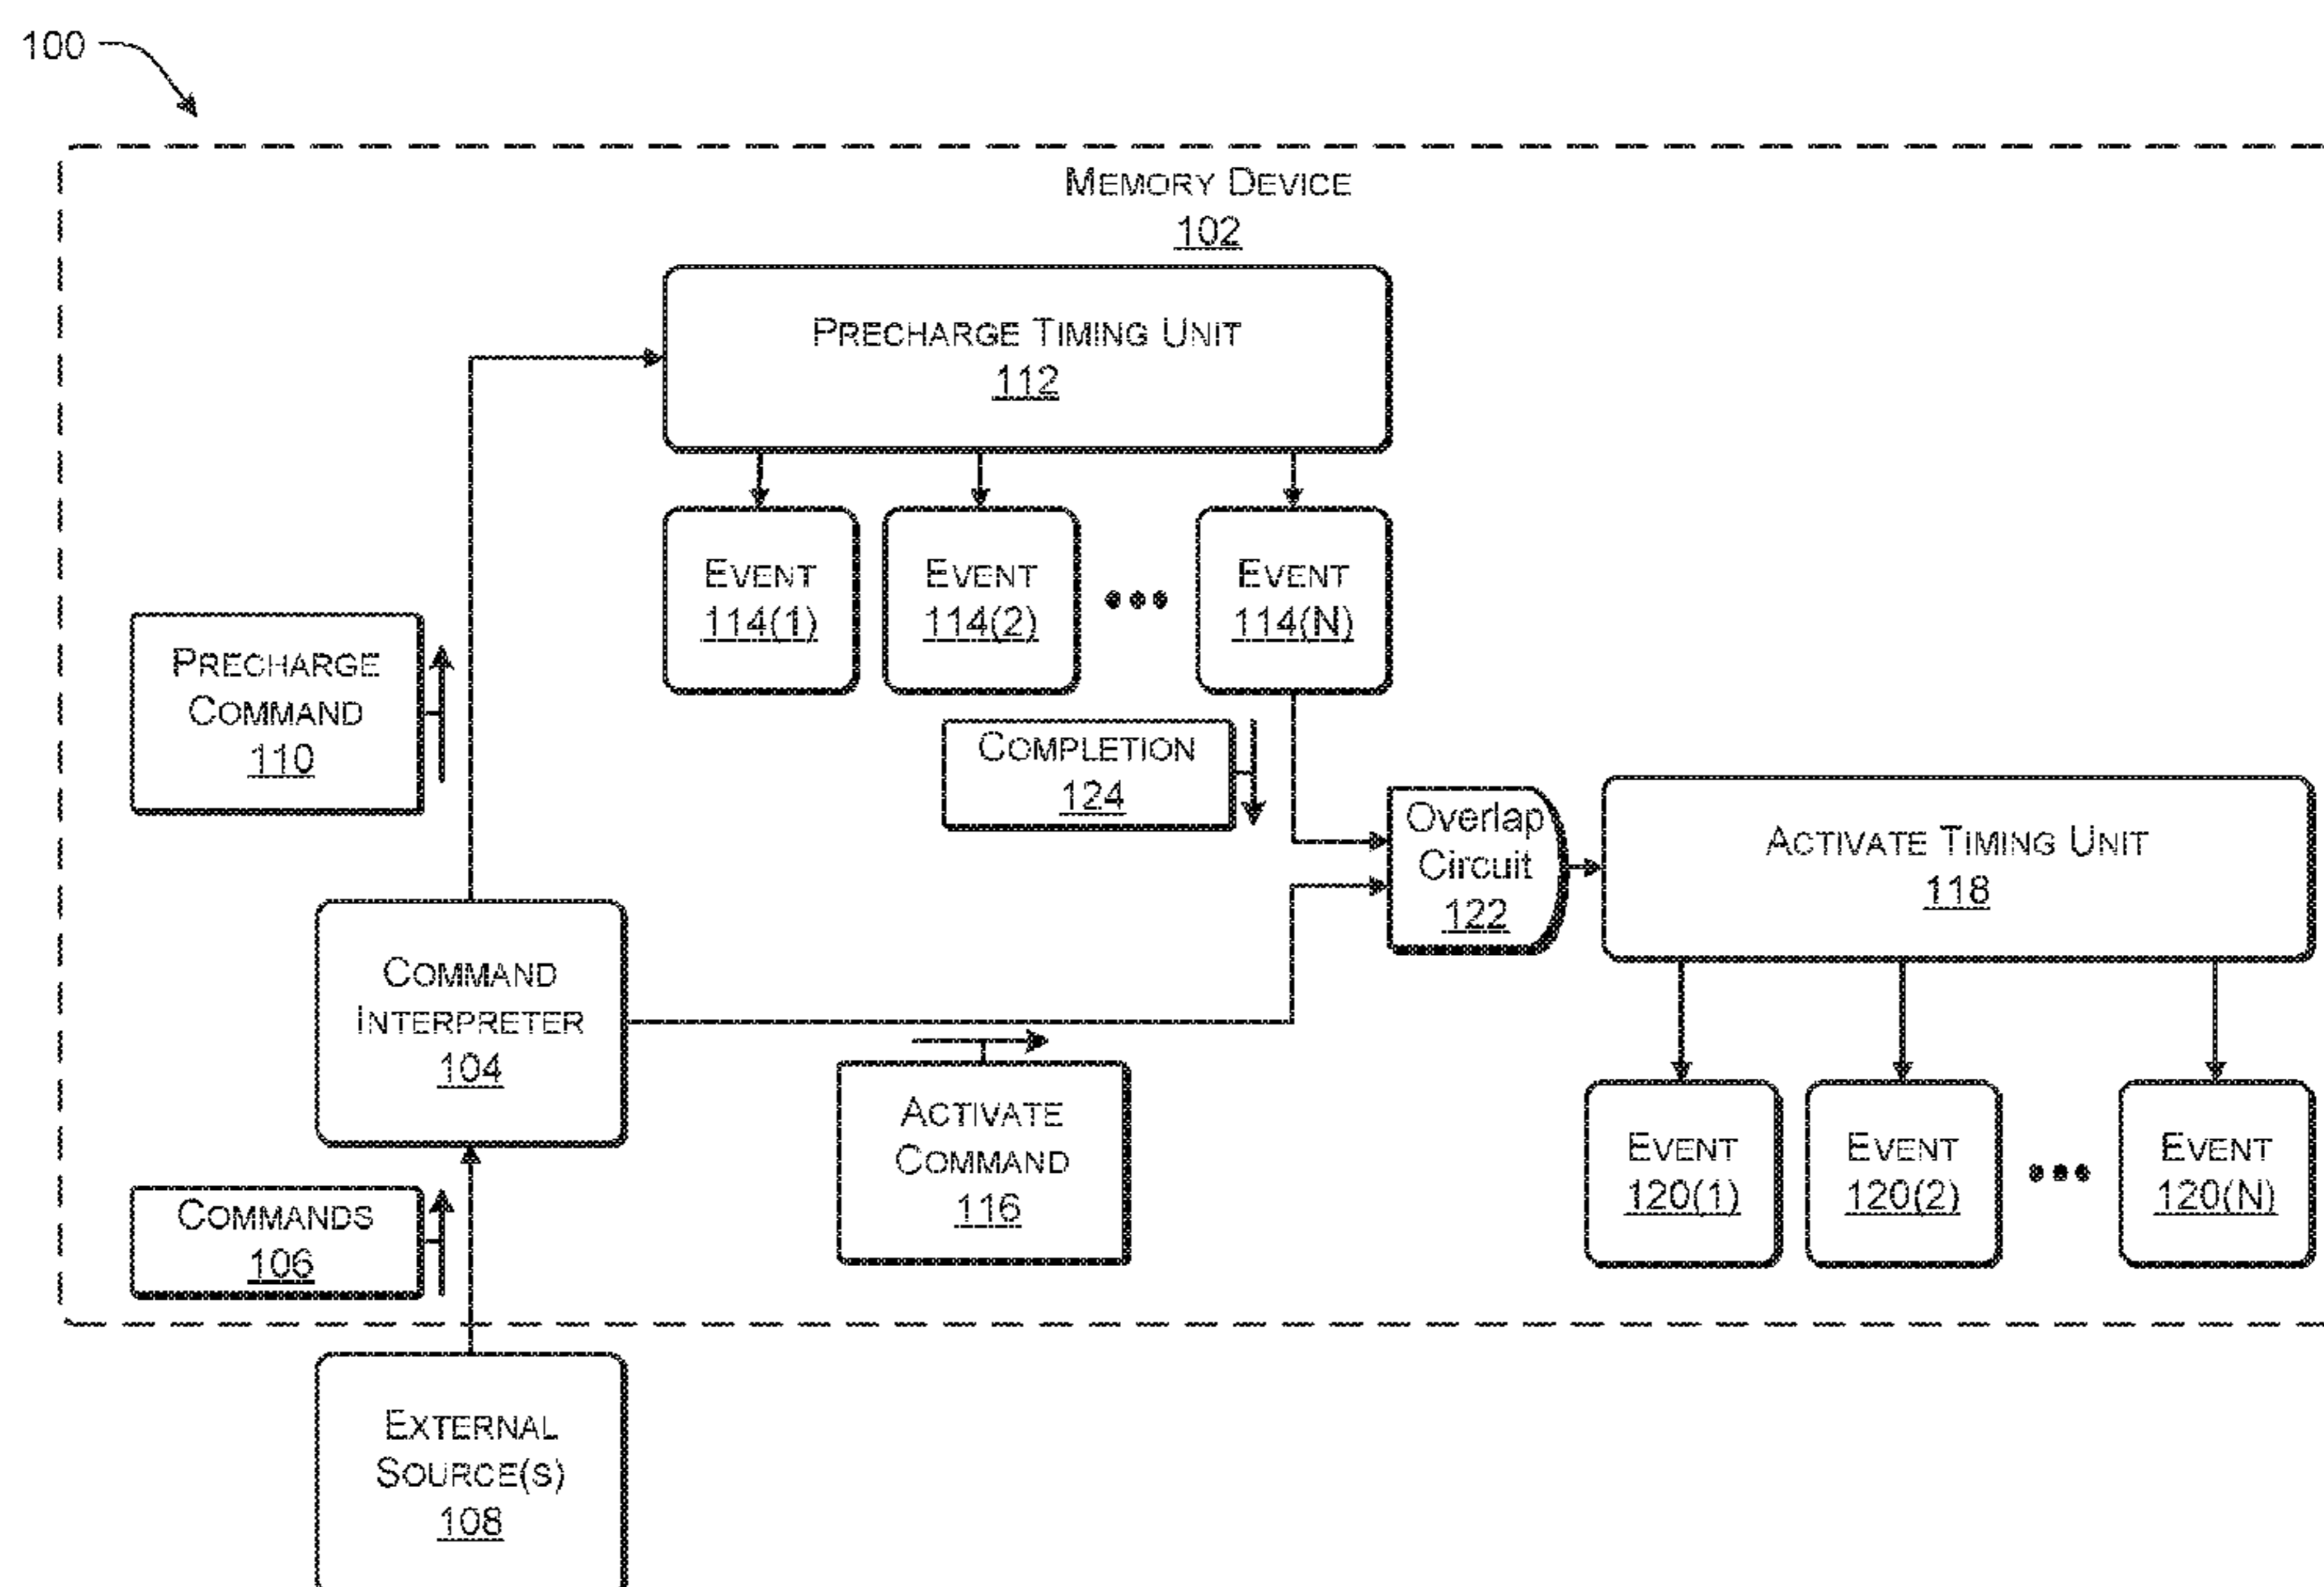 100
MEMORY DEVICE
102
PRECHARGE TIMING UNIT
112
EVENT
114(1)
EVENT
114(2)
•••
EVENT
114(N)
PRECHARGE
COMMAND
110
COMPLETION
124
Overlap
Circuit
122
ACTIVATE TIMING UNIT
118
COMMAND
INTERPRETER
104
ACTIVATE
COMMAND
116
EVENT
120(1)
EVENT
120(2)
•••
EVENT
120(N)
COMMANDS
106
EXTERNAL
SOURCE(S)
108